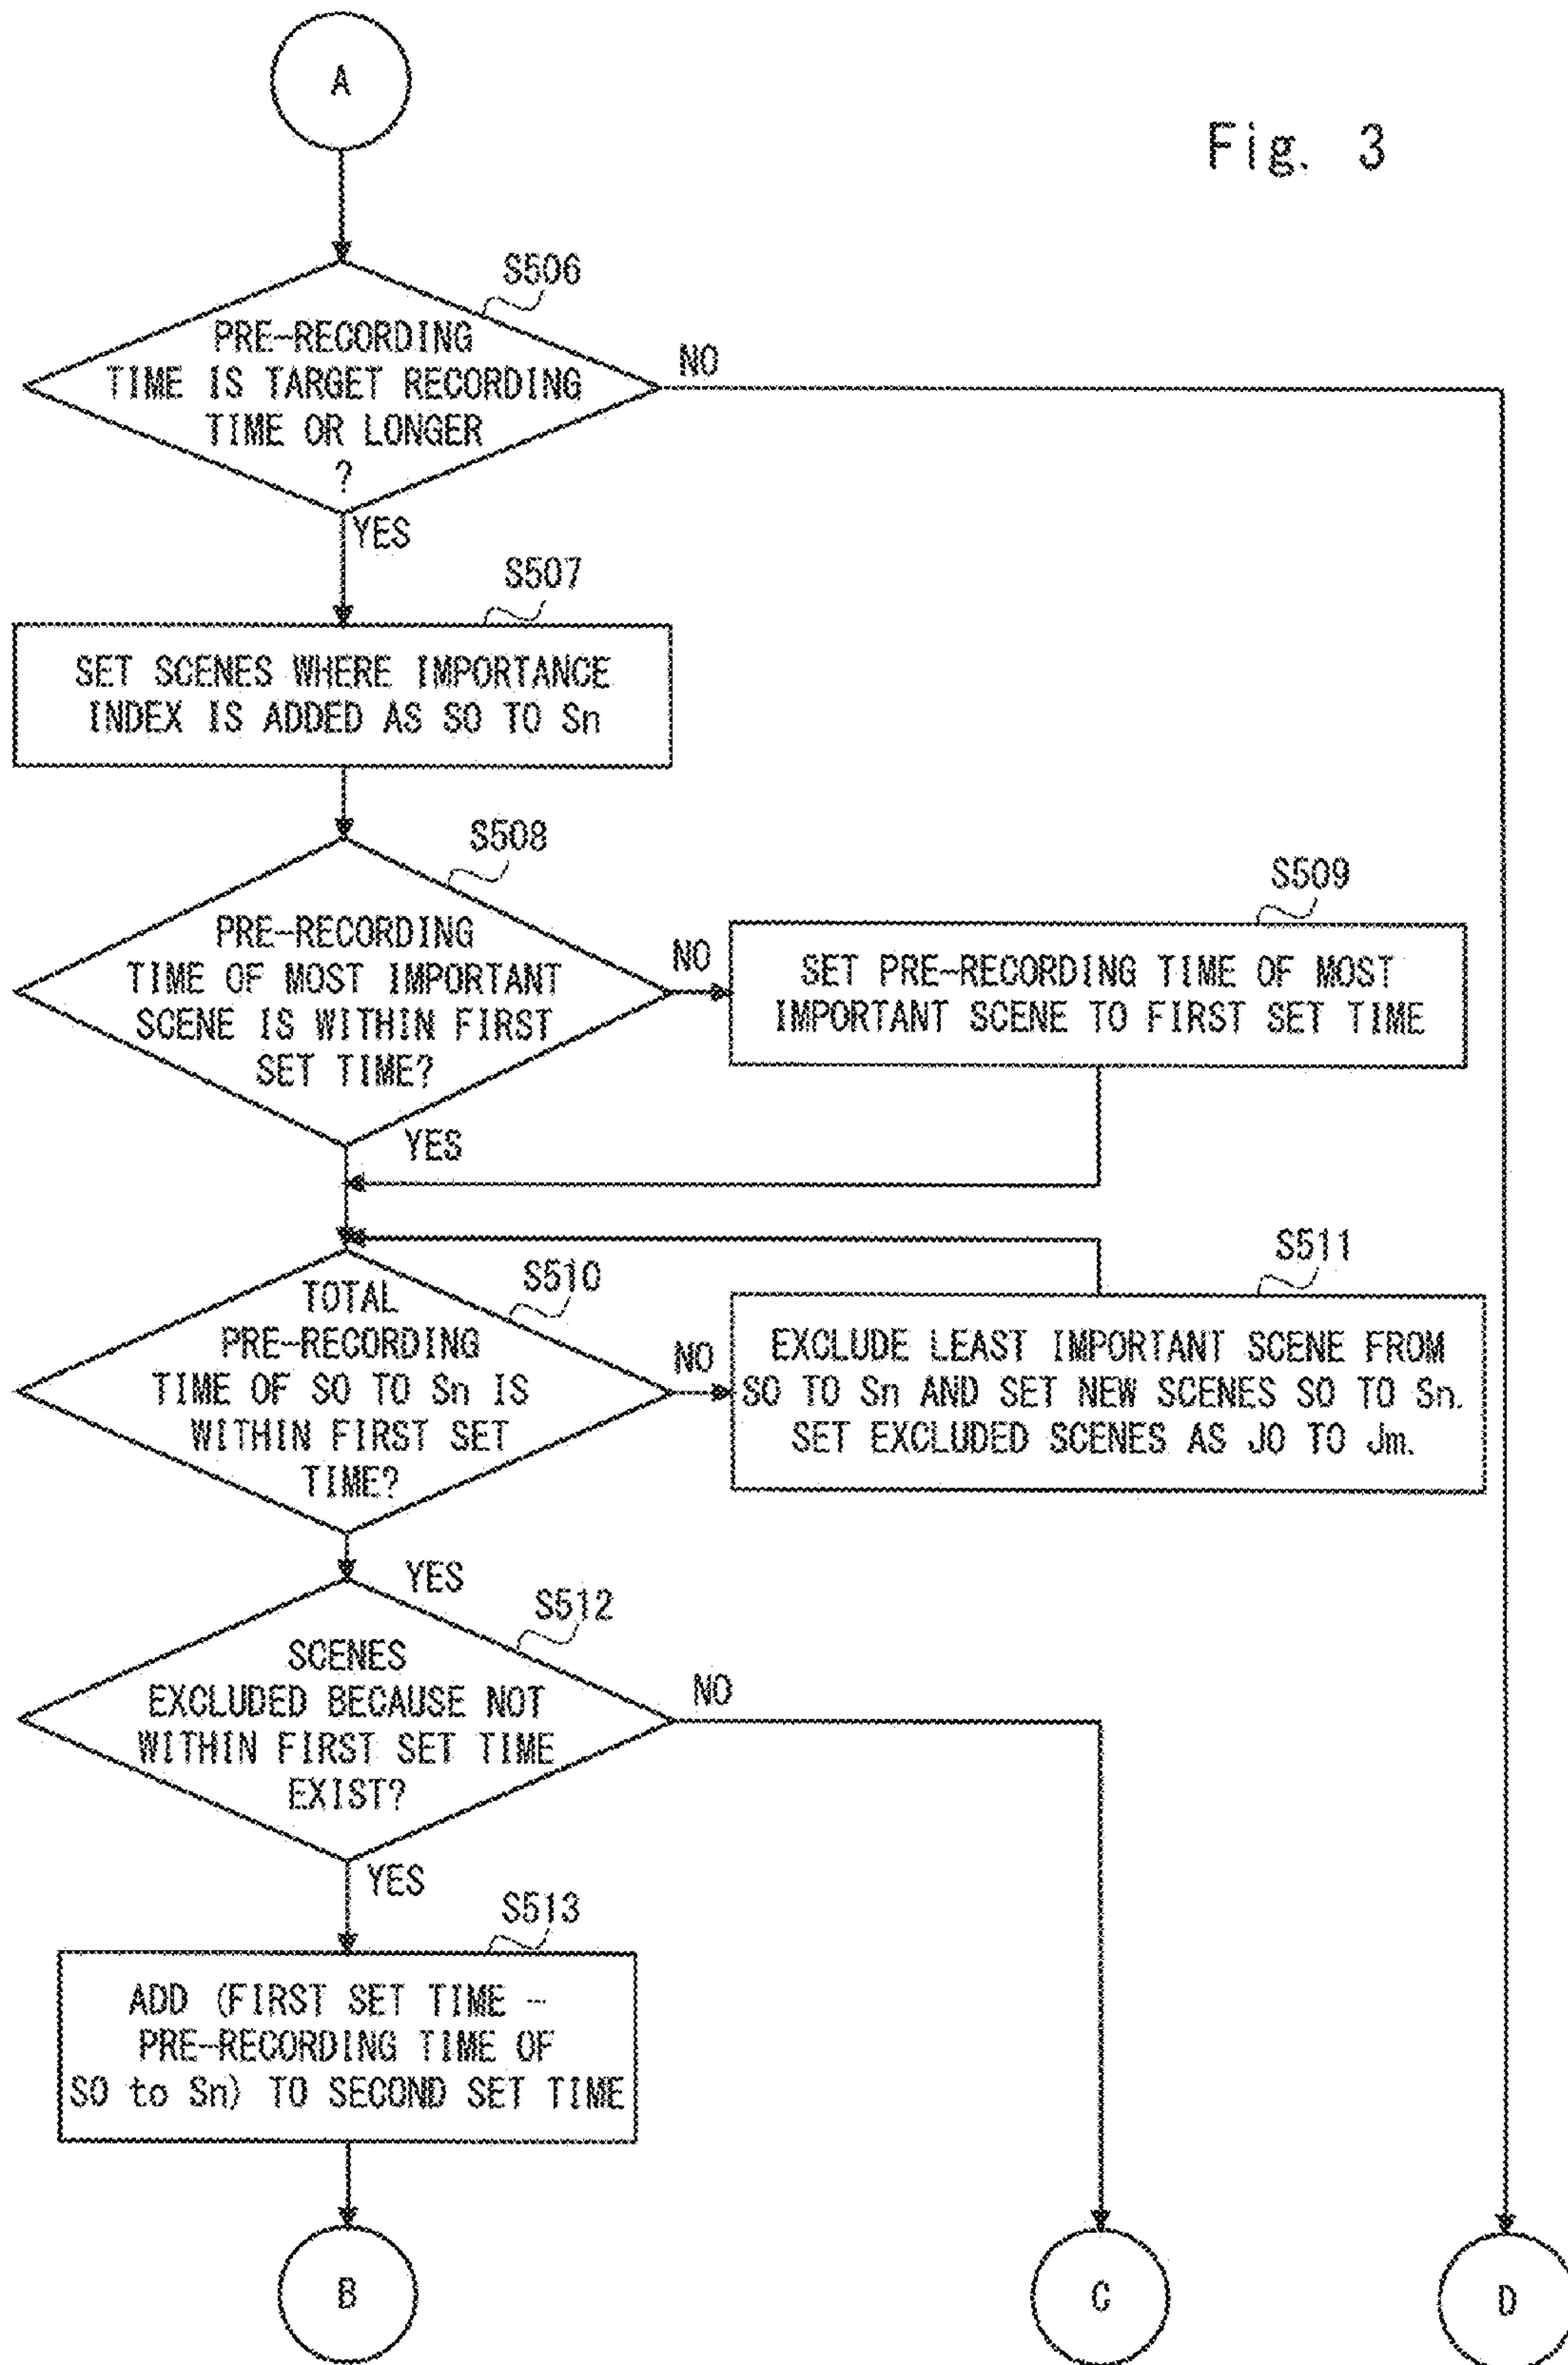 A
Fig. 3
S506
PRE-RECORDING
TIME IS TARGET RECORDING
TIME OR LONGER
?
NO
YES
S507
SET SCENES WHERE IMPORTANCE
INDEX IS ADDED AS S0 TO Sn
S508
PRE-RECORDING
TIME OF MOST IMPORTANT
SCENE IS WITHIN FIRST
SET TIME?
NO
YES
S509
SET PRE-RECORDING TIME OF MOST
IMPORTANT SCENE TO FIRST SET TIME
S510
TOTAL
PRE-RECORDING
TIME OF S0 TO Sn IS
WITHIN FIRST SET
TIME?
NO
YES
S511
EXCLUDE LEAST IMPORTANT SCENE FROM
S0 TO Sn AND SET NEW SCENES S0 TO Sn.
SET EXCLUDED SCENES AS J0 TO Jm.
S512
SCENES
EXCLUDED BECAUSE NOT
WITHIN FIRST SET TIME
EXIST?
NO
YES
S513
ADD (FIRST SET TIME -
PRE-RECORDING TIME OF
S0 to Sn) TO SECOND SET TIME
B
C
D